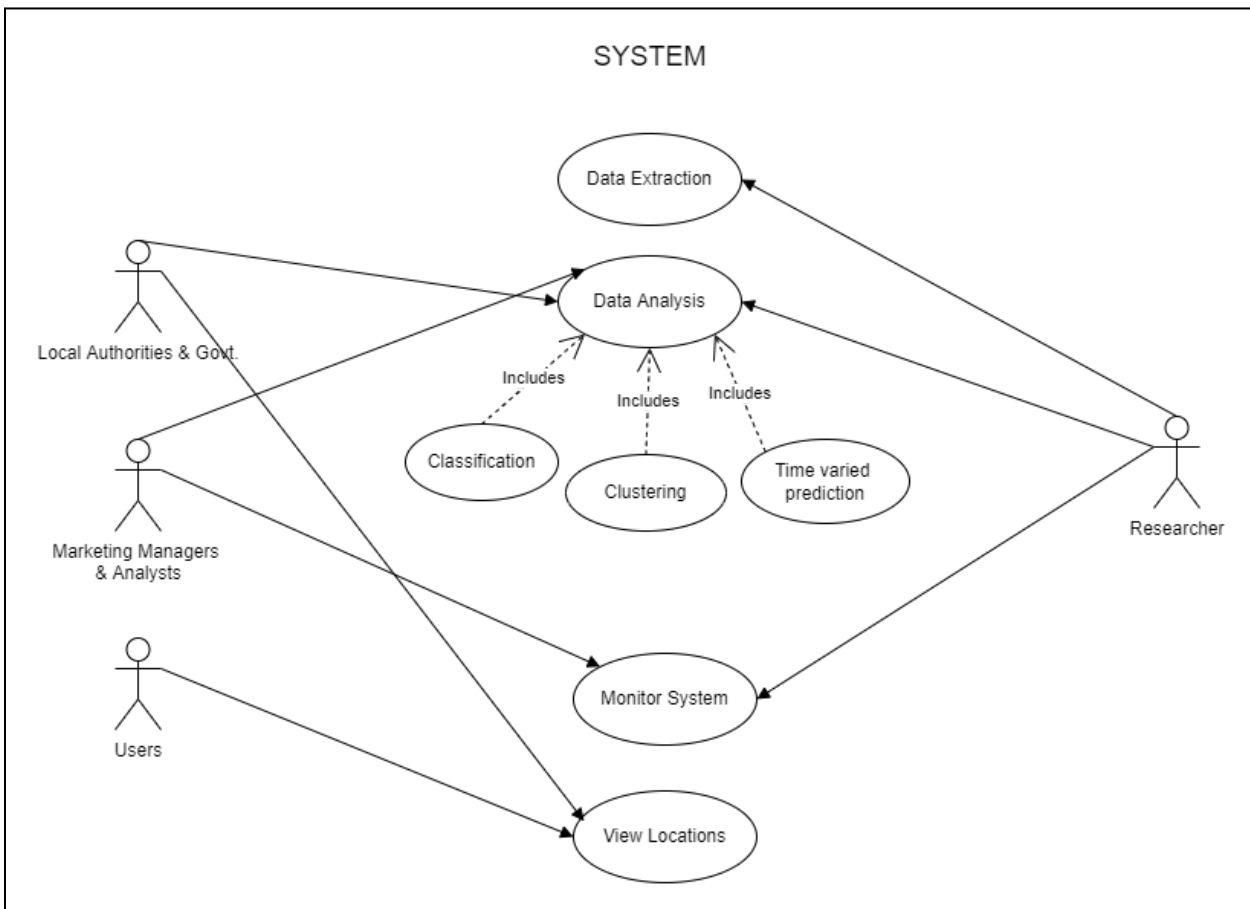 SYSTEM
Data Extraction
Data Analysis
Local Authorities & Govt.
Includes
Includes
Includes
Classification
Clustering
Time varied
prediction
Marketing Managers
& Analysts
Researcher
Monitor System
Users
View Locations